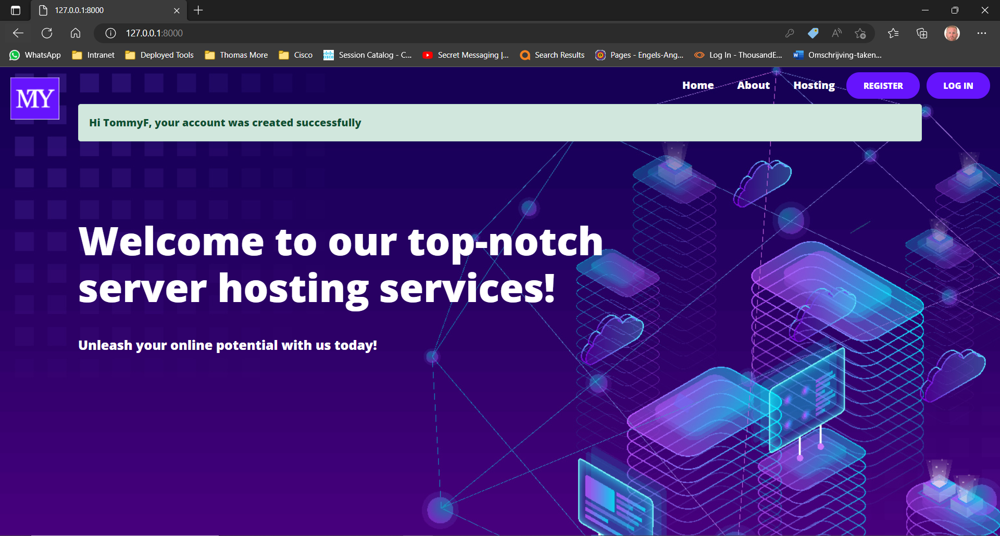 127.0.0.1:8000
127.0.0.1:8000
WhatsApp Intranet Deployed Tools Thomas More Cisco Session Catalog - C... Secret Messaging |... Search Results Pages - Engels-Ang... Log In - ThousandE... Omschrijving-taken...
MTY
Home About Hosting REGISTER LOG IN
Hi TommyF, your account was created successfully
Welcome to our top-notch
server hosting services!
Unleash your online potential with us today!